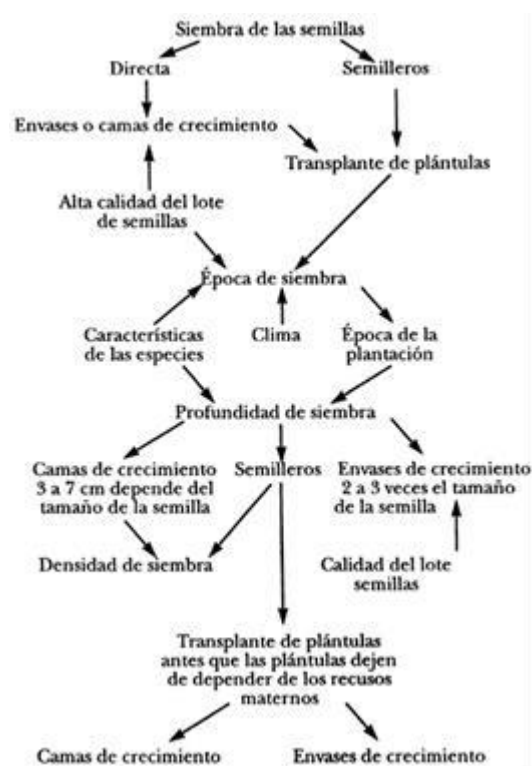 Siembra de las semillas
Directa
Semilleros
Envases o camas de crecimiento
Transplante de plántulas
Alta calidad del lote
de semillas
Época de siembra
Características
de las especies
Clima
Época de la
plantación
Profundidad de siembra
Camas de crecimiento
3 a 7 cm depende del
tamaño de la semilla
Semilleros
Envases de crecimiento
2 a 3 veces el tamaño
de la semilla
Densidad de siembra
Calidad del lote
semillas
Transplante de plántulas
antes que las plántulas dejen
de depender de los recusos
maternos
Camas de crecimiento
Envases de crecimiento